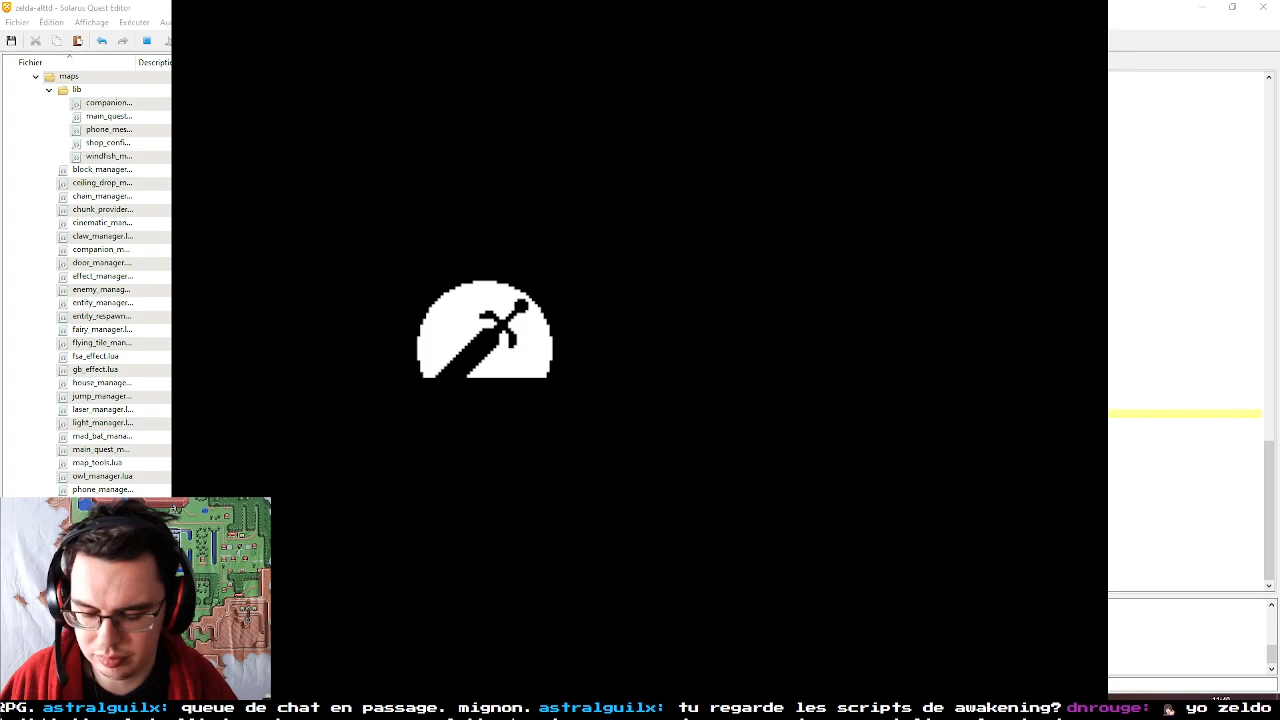 zelda-alttd - Solarus Quest Editor
Fichier Édition Affichage Exécuter
Fichier Descripti
maps
lib
companion...
main_quest...
phone_mes...
shop_confi...
windfish_m...
block_manager...
ceiling_drop_m...
chain_manager...
chunk_provider...
cinematic_man...
claw_manager.l...
companion_m...
door_manager....
effect_manager...
enemy_manag...
entity_manager...
entity_respawn...
fairy_manager.l...
flying_tile_man...
fsa_effect.lua
gb_effect.lua
house_manage...
jump_manager...
laser_manager.l...
light_manager.l...
mad_bat_mana...
main_quest_m...
map_tools.lua
owl_manager.lua
phone_manage...
RPG. astralguilx: queue de chat en passage. mignon. astralguilx: tu regarde les scripts de awakening? dnrouge: yo zeldo